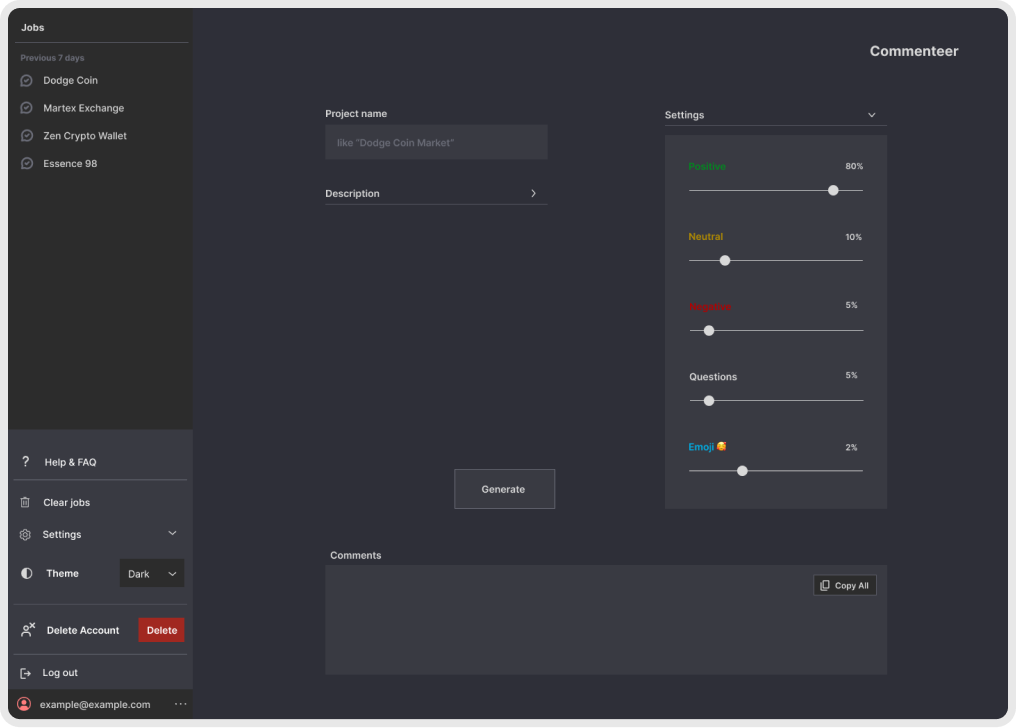 Jobs
Previous 7 days
Dodge Coin
Martex Exchange
Zen Crypto Wallet
Essence 98
Help & FAQ
Clear jobs
Settings
Theme
Dark
Delete Account
Delete
Log out
example@example.com
Commenteer
Project name
like "Dodge Coin Market"
Description
Settings
Positive 80%
Neutral 10%
Negative 5%
Questions 5%
Emoji 🥰 2%
Generate
Comments
Copy All